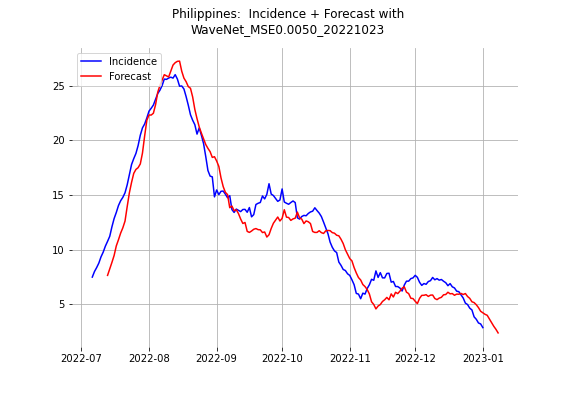 Philippines:  Incidence + Forecast with
WaveNet_MSE0.0050_20221023
Incidence
Forecast
25
20
15
10
5
2022-07 2022-08 2022-09 2022-10 2022-11 2022-12 2023-01